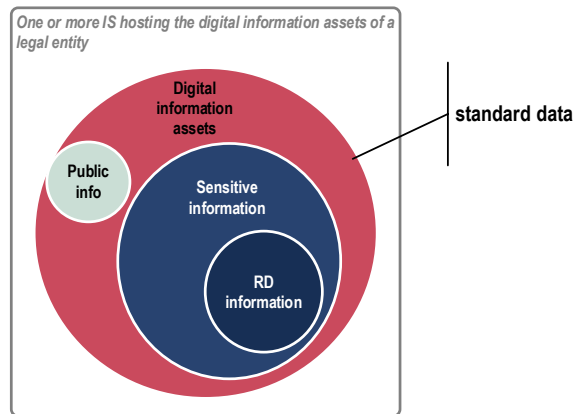 One or more IS hosting the digital information assets of a
legal entity
Digital
information
assets
standard data
Public
info
Sensitive
information
RD
information